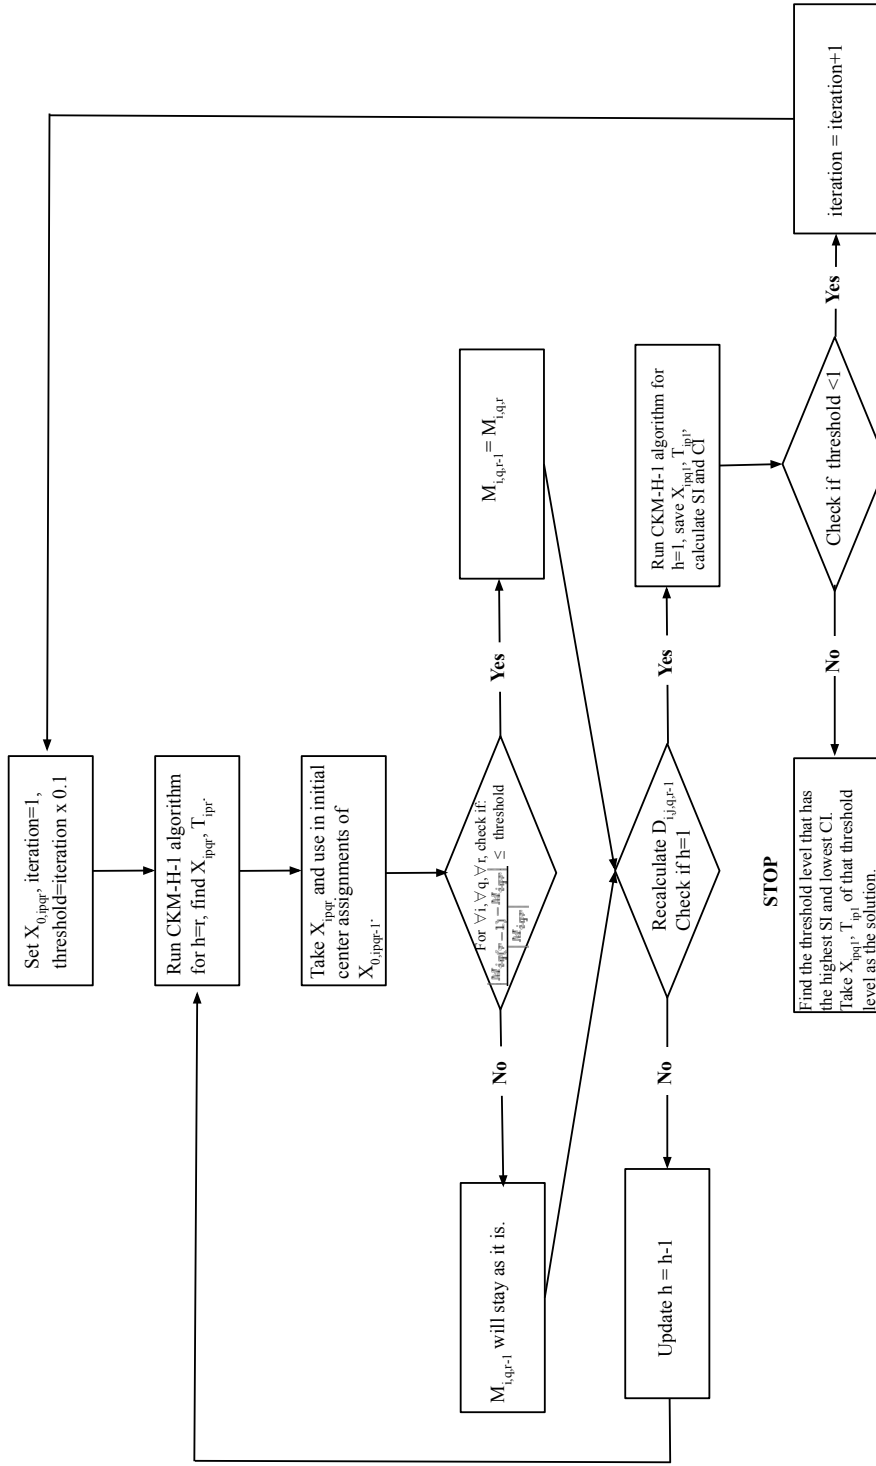 Set X0,ipqr, iteration=1,
threshold=iteration x 0.1
Run CKM-H-1 algorithm
for h=r, find Xipqr, Tipr.
Take Xipqr. and use in initial
center assignments of
X0,ipqr-1.
For ∀i, ∀q, ∀r, check if:
|Miq(r−1) − Miqr| / |Miqr| ≤ threshold
Yes
Mi,q,r-1 = Mi,q,r
No
Mi,q,r-1 will stay as it is.
Recalculate Di,j,q,r-1
Check if h=1
No
Update h = h-1
Yes
Run CKM-H-1 algorithm for
h=1, save Xipq1, Tip1,
calculate SI and CI
Check if threshold <1
Yes
iteration = iteration+1
No
STOP
Find the threshold level that has
the highest SI and lowest CI.
Take Xipq1, Tip1 of that threshold
level as the solution.